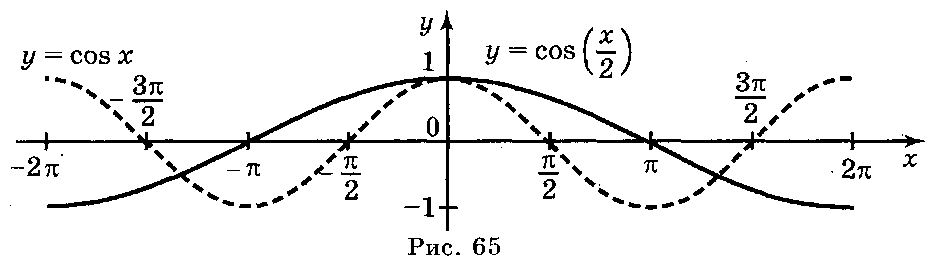 y
y = cos x
1
y = cos(x/2)
-3π/2
3π/2
0
-2π
-π
-π/2
π/2
π
2π
x
-1
Рис. 65